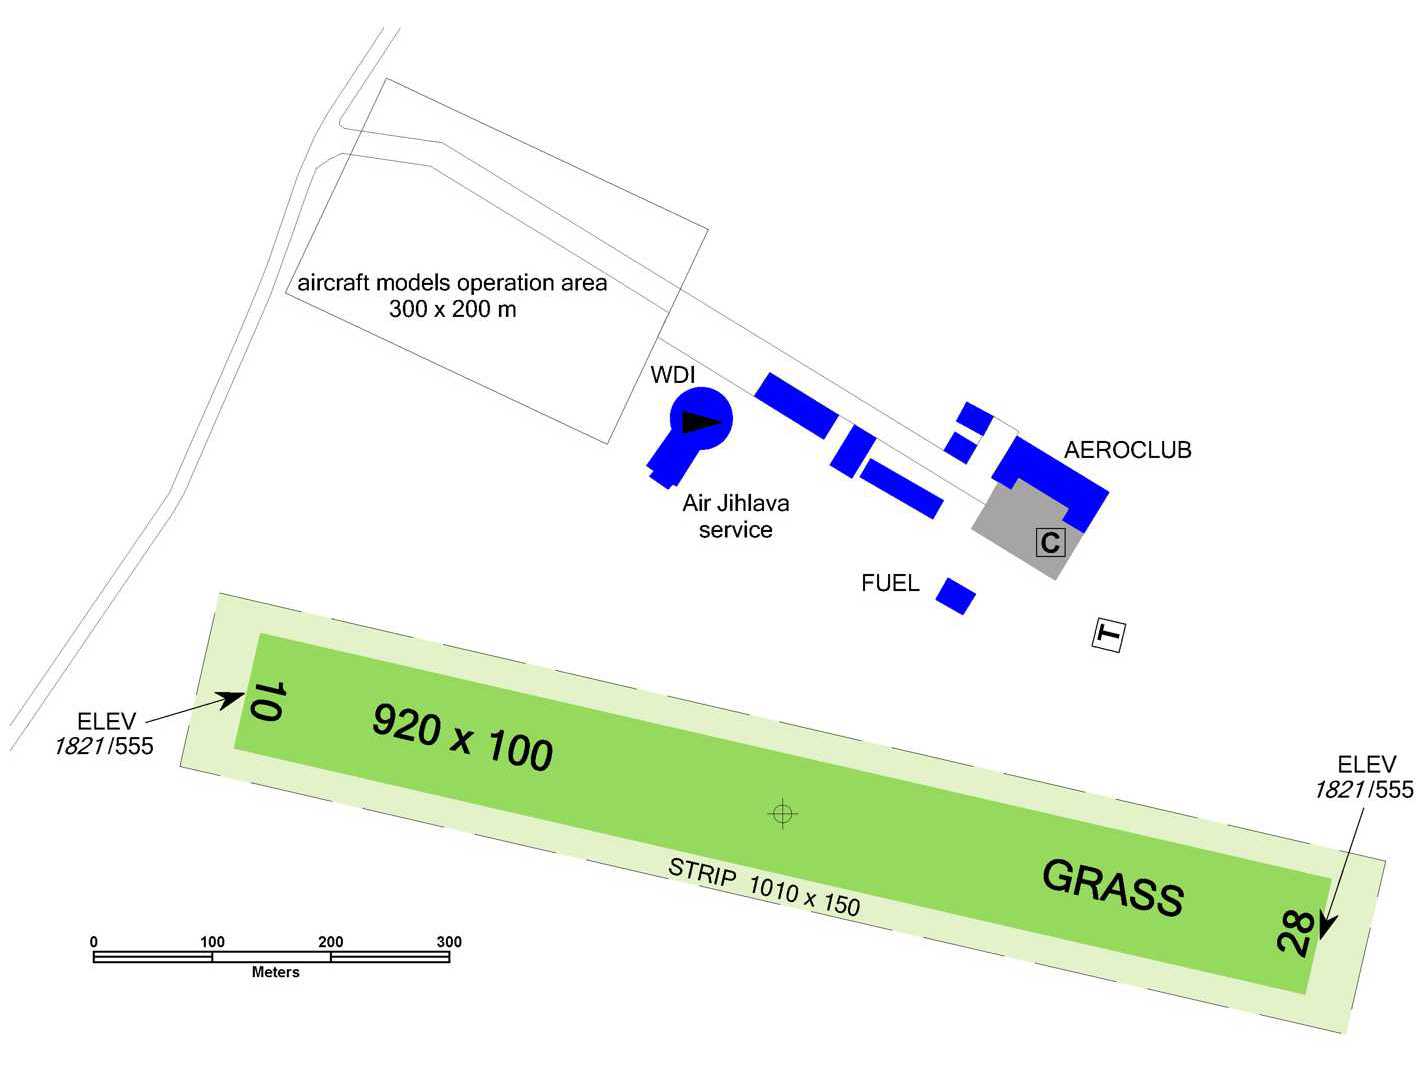 aircraft models operation area
300 x 200 m
WDI
AEROCLUB
Air Jihlava
service
C
FUEL
T
10
ELEV
1821/555
920 x 100
ELEV
1821/555
STRIP 1010 x 150
GRASS
28
0 100 200 300
Meters